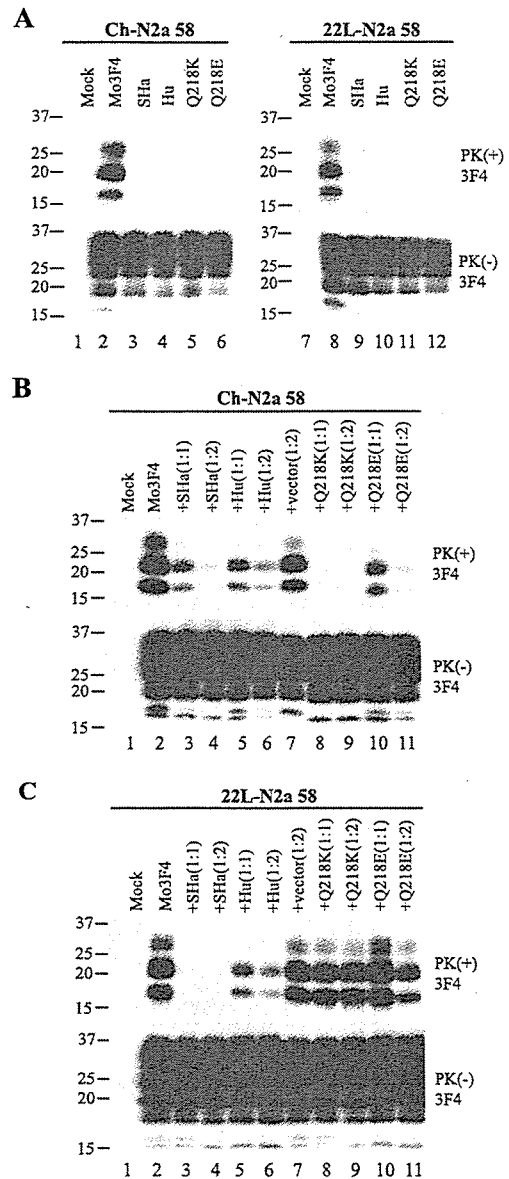 A
Ch-N2a 58
22L-N2a 58
Mock
Mo3F4
SHa
Hu
Q218K
Q218E
Mock
Mo3F4
SHa
Hu
Q218K
Q218E
37
25
20
15
37
25
20
15
37
25
20
15
37
25
20
15
PK(+)
3F4
PK(-)
3F4
1 2 3 4 5 6
7 8 9 10 11 12
B
Ch-N2a 58
Mock
Mo3F4
+SHa(1:1)
+SHa(1:2)
+Hu(1:1)
+Hu(1:2)
+vector(1:2)
+Q218K(1:1)
+Q218K(1:2)
+Q218E(1:1)
+Q218E(1:2)
37
25
20
15
PK(+)
3F4
37
25
20
15
PK(-)
3F4
1 2 3 4 5 6 7 8 9 10 11
C
22L-N2a 58
Mock
Mo3F4
+SHa(1:1)
+SHa(1:2)
+Hu(1:1)
+Hu(1:2)
+vector(1:2)
+Q218K(1:1)
+Q218K(1:2)
+Q218E(1:1)
+Q218E(1:2)
37
25
20
15
PK(+)
3F4
37
25
20
15
PK(-)
3F4
1 2 3 4 5 6 7 8 9 10 11